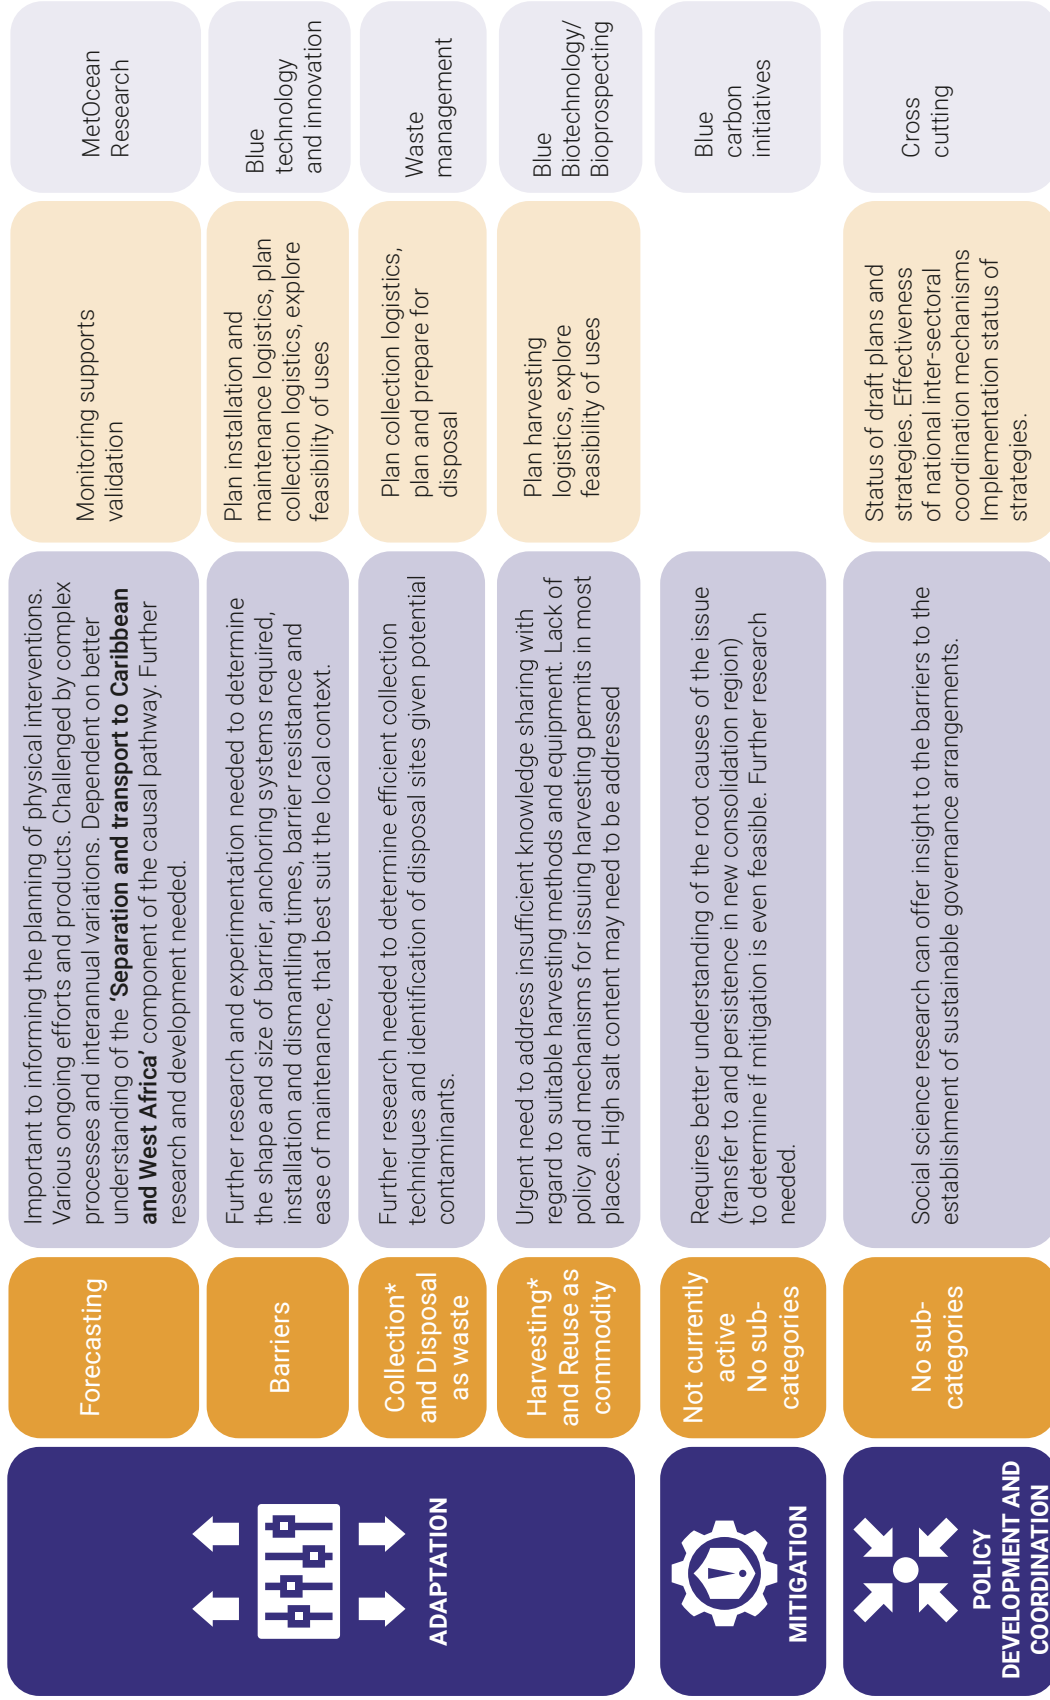 ADAPTATION
Forecasting
Important to informing the planning of physical interventions.
Various ongoing efforts and products. Challenged by complex
processes and interannual variations. Dependent on better
understanding of the ‘Separation and transport to Caribbean
and West Africa’ component of the causal pathway. Further
research and development needed.
Monitoring supports
validation
MetOcean
Research
Barriers
Further research and experimentation needed to determine
the shape and size of barrier, anchoring systems required,
installation and dismantling times, barrier resistance and
ease of maintenance, that best suit the local context.
Plan installation and
maintenance logistics, plan
collection logistics, explore
feasibility of uses
Blue
technology
and innovation
Collection*
and Disposal
as waste
Further research needed to determine efficient collection
techniques and identification of disposal sites given potential
contaminants.
Plan collection logistics,
plan and prepare for
disposal
Waste
management
Harvesting*
and Reuse as
commodity
Urgent need to address insufficient knowledge sharing with
regard to suitable harvesting methods and equipment. Lack of
policy and mechanisms for issuing harvesting permits in most
places. High salt content may need to be addressed
Plan harvesting
logistics, explore
feasibility of uses
Blue
Biotechnology/
Bioprospecting
MITIGATION
Not currently
active
No sub-
categories
Requires better understanding of the root causes of the issue
(transfer to and persistence in new consolidation region)
to determine if mitigation is even feasible. Further research
needed.
Blue
carbon
initiatives
POLICY
DEVELOPMENT AND
COORDINATION
No sub-
categories
Social science research can offer insight to the barriers to the
establishment of sustainable governance arrangements.
Status of draft plans and
strategies. Effectiveness
of national inter-sectoral
coordination mechanisms
Implementation status of
strategies.
Cross
cutting